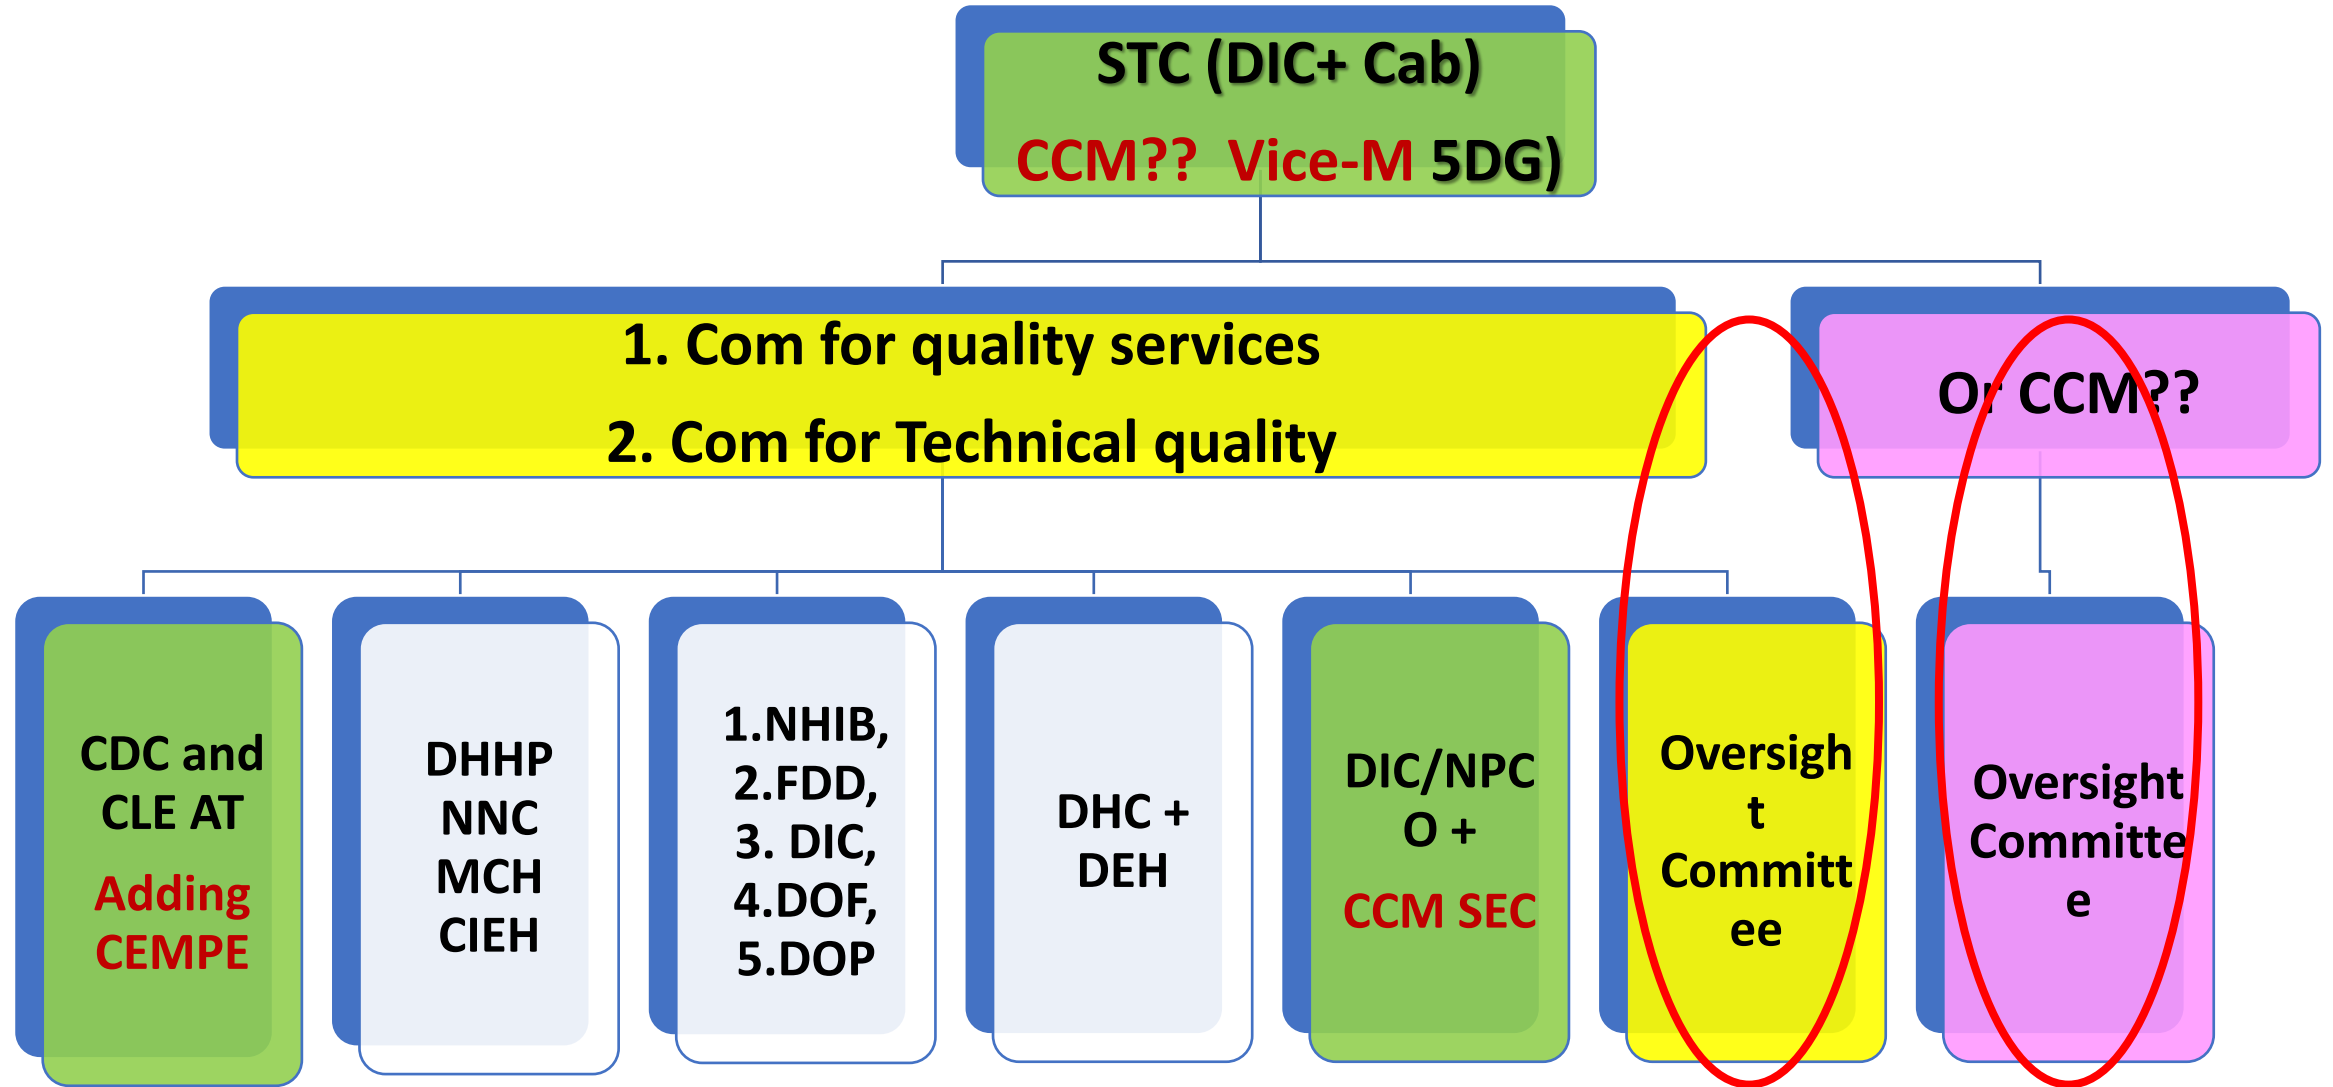 STC (DIC+ Cab)
CCM?? Vice-M 5DG)
1. Com for quality services
2. Com for Technical quality
Or CCM??
CDC and
CLE AT
Adding
CEMPE
DHHP
NNC
MCH
CIEH
1.NHIB,
2.FDD,
3. DIC,
4.DOF,
5.DOP
DHC +
DEH
DIC/NPC
O +
CCM SEC
Oversigh
t
Committ
ee
Oversight
Committe
e